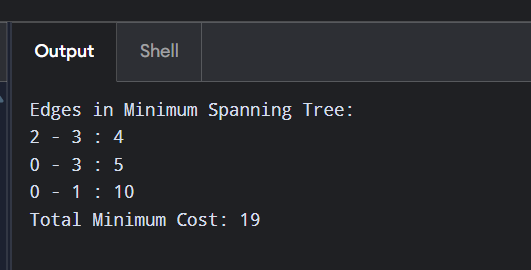 Output Shell
Edges in Minimum Spanning Tree:
2 - 3 : 4
0 - 3 : 5
0 - 1 : 10
Total Minimum Cost: 19